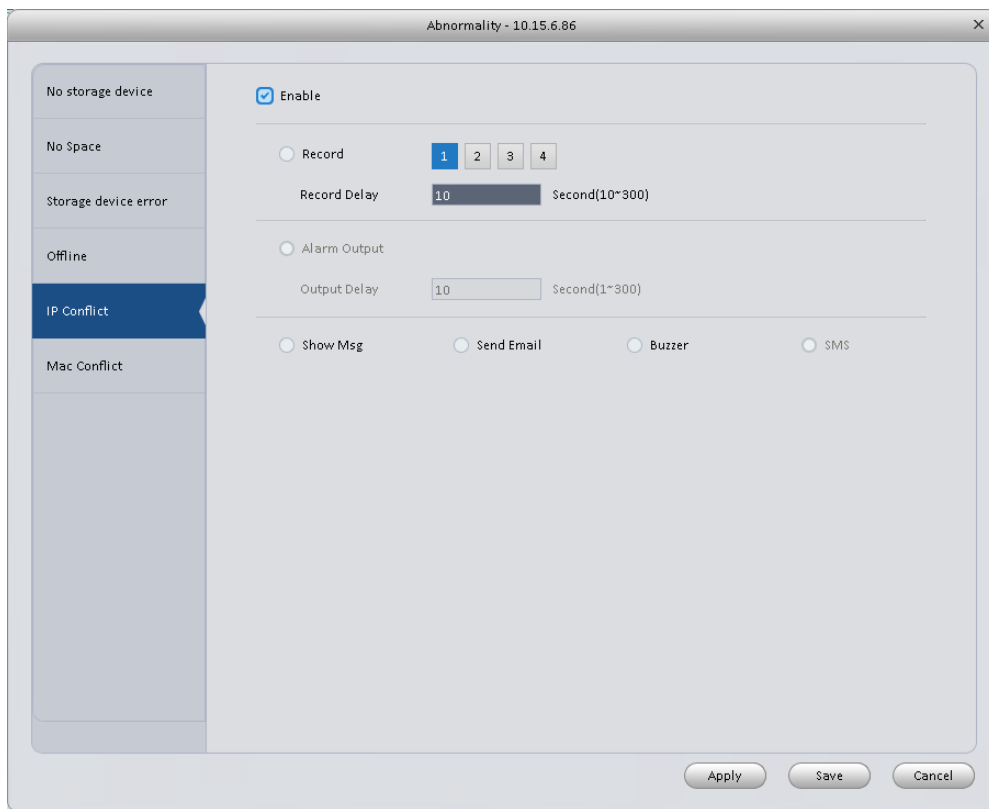 Abnormality - 10.15.6.86
No storage device
No Space
Storage device error
Offline
IP Conflict
Mac Conflict
Enable
Record 1 2 3 4
Record Delay 10 Second(10~300)
Alarm Output
Output Delay 10 Second(1~300)
Show Msg Send Email Buzzer SMS
Apply Save Cancel